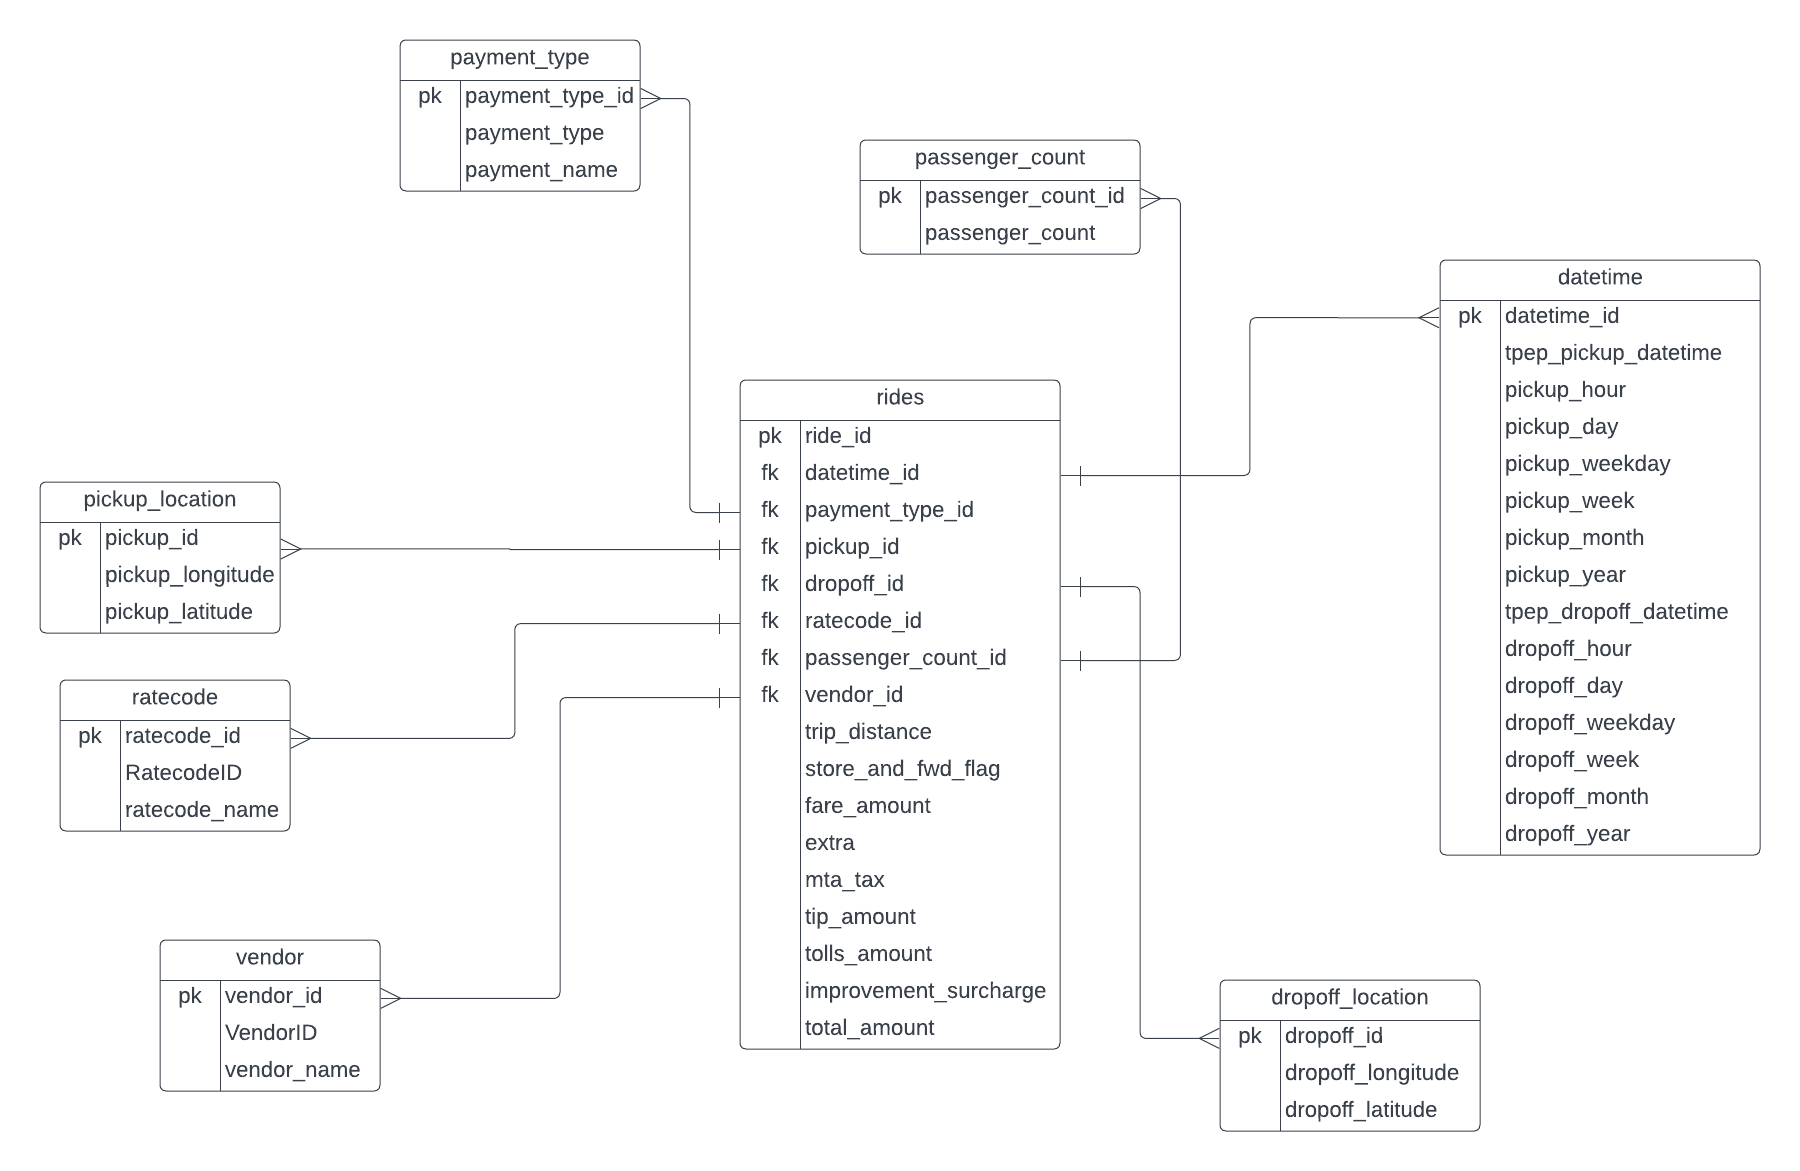 payment_type
pk payment_type_id
payment_type
payment_name
passenger_count
pk passenger_count_id
passenger_count
datetime
pk datetime_id
tpep_pickup_datetime
pickup_hour
pickup_day
pickup_weekday
pickup_week
pickup_month
pickup_year
tpep_dropoff_datetime
dropoff_hour
dropoff_day
dropoff_weekday
dropoff_week
dropoff_month
dropoff_year
rides
pk ride_id
fk datetime_id
fk payment_type_id
fk pickup_id
fk dropoff_id
fk ratecode_id
fk passenger_count_id
fk vendor_id
trip_distance
store_and_fwd_flag
fare_amount
extra
mta_tax
tip_amount
tolls_amount
improvement_surcharge
total_amount
pickup_location
pk pickup_id
pickup_longitude
pickup_latitude
ratecode
pk ratecode_id
RatecodeID
ratecode_name
vendor
pk vendor_id
VendorID
vendor_name
dropoff_location
pk dropoff_id
dropoff_longitude
dropoff_latitude